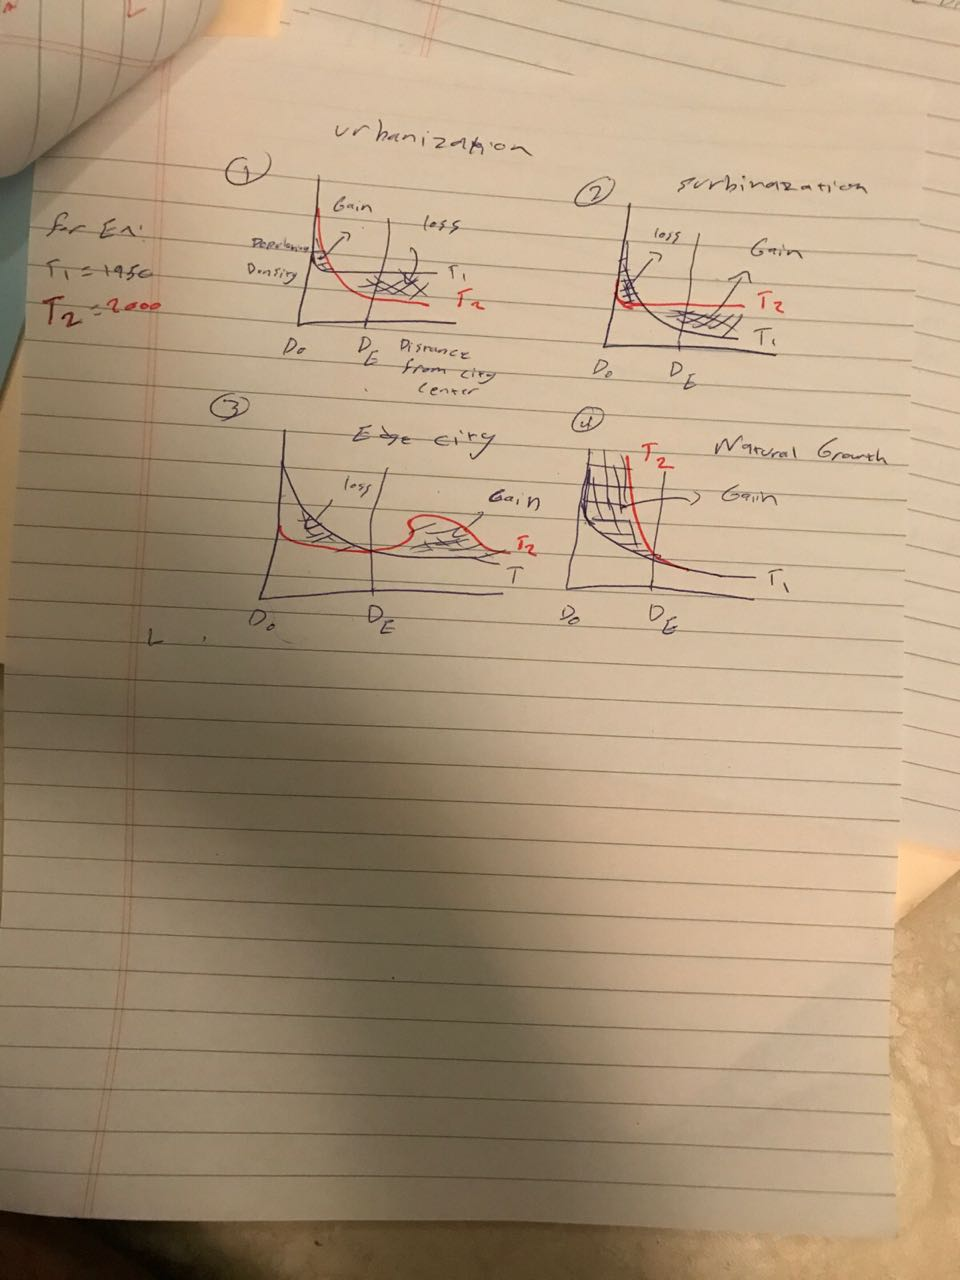 urbanization
①
Gain
loss
for Ex:
Population
Density
T1
T1 = 1950
T2
T2 = 2000
D0
DE
Distance
from city
center
②
surbinazation
loss
Gain
T2
T1
D0
DE
③
Edge city
loss
Gain
T2
T
D0
DE
④
Natural Growth
T2
Gain
T1
D0
DE